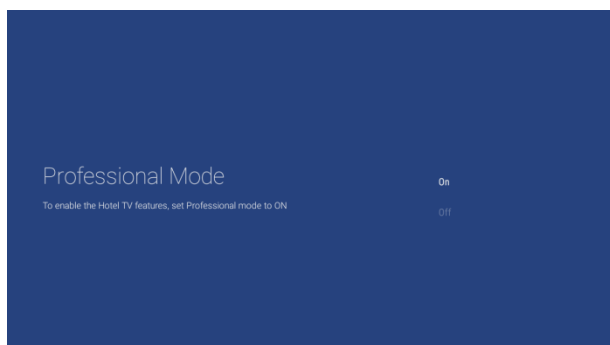 Professional Mode
On
To enable the Hotel TV features, set Professional mode to ON
Off